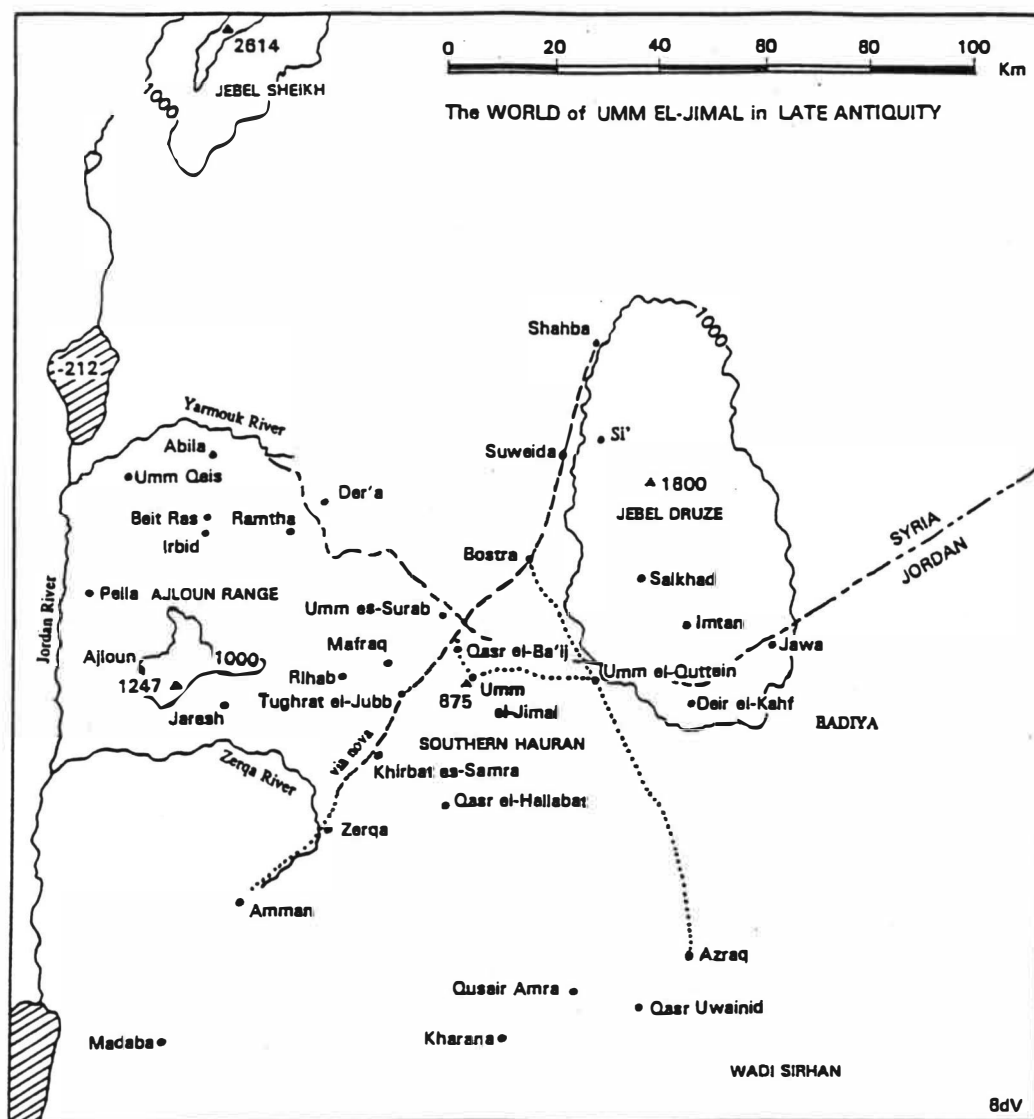 2614
JEBEL SHEIKH
1000
0 20 40 60 80 100
Km
The WORLD of UMM EL-JIMAL in LATE ANTIQUITY
1000
Shahba
-212
Yarmouk River
Abila
Umm Qeis
Suweida
Si'
1800
Der'a
Beit Ras
Ramtha
Irbid
JEBEL DRUZE
SYRIA
JORDAN
Bostra
Salkhad
Jordan River
Pella
AJLOUN RANGE
Umm es-Surab
Imtan
Jawa
Ajloun
1000
Mafraq
Qasr el-Ba'ij
Umm el-Quttein
1247
Rihab
Tughrat el-Jubb
875
Umm
el-Jimal
Deir el-Kahf
Jarash
BADIYA
SOUTHERN HAURAN
via nova
Zerqa River
Khirbat es-Samra
Qasr el-Hallabat
Zerqa
Amman
Azraq
Qusair Amra
Qasr Uwainid
Madaba
Kharana
WADI SIRHAN
BdV